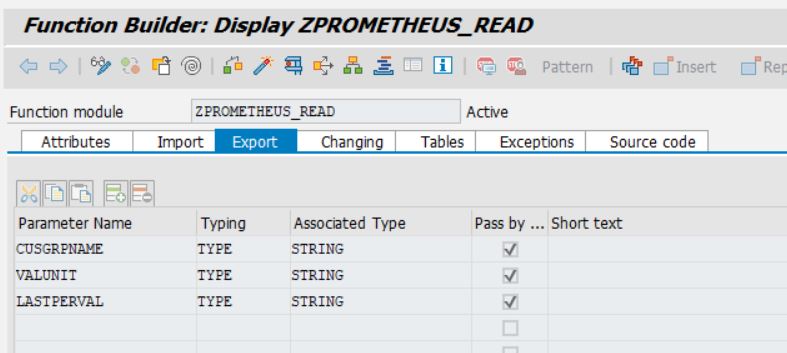 Function Builder: Display ZPROMETHEUS_READ
Pattern Insert Rep
Function module ZPROMETHEUS_READ Active
Attributes Import Export Changing Tables Exceptions Source code
Parameter Name Typing Associated Type Pass by ... Short text
CUSGRPNAME TYPE STRING
VALUNIT TYPE STRING
LASTPERVAL TYPE STRING